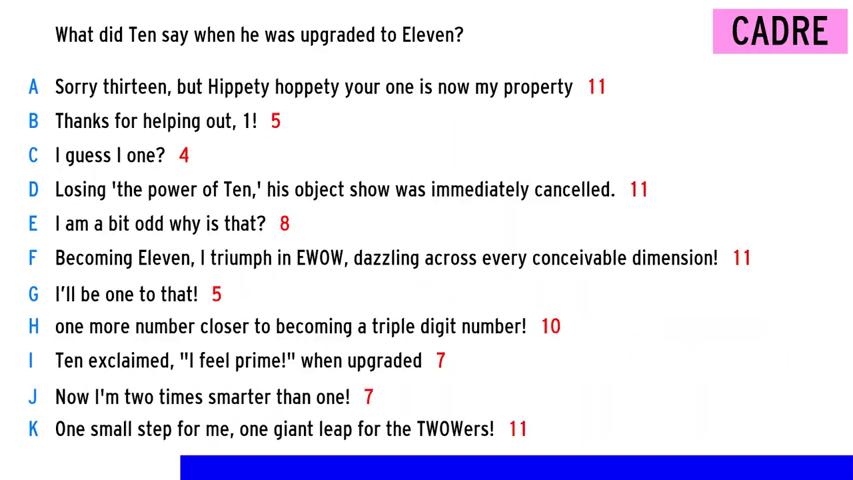 What did Ten say when he was upgraded to Eleven?
CADRE
A Sorry thirteen, but Hippety hoppety your one is now my property 11
B Thanks for helping out, 1! 5
C I guess I one? 4
D Losing 'the power of Ten,' his object show was immediately cancelled. 11
E I am a bit odd why is that? 8
F Becoming Eleven, I triumph in EWOW, dazzling across every conceivable dimension! 11
G I’ll be one to that! 5
H one more number closer to becoming a triple digit number! 10
I Ten exclaimed, "I feel prime!" when upgraded 7
J Now I'm two times smarter than one! 7
K One small step for me, one giant leap for the TWOWers! 11